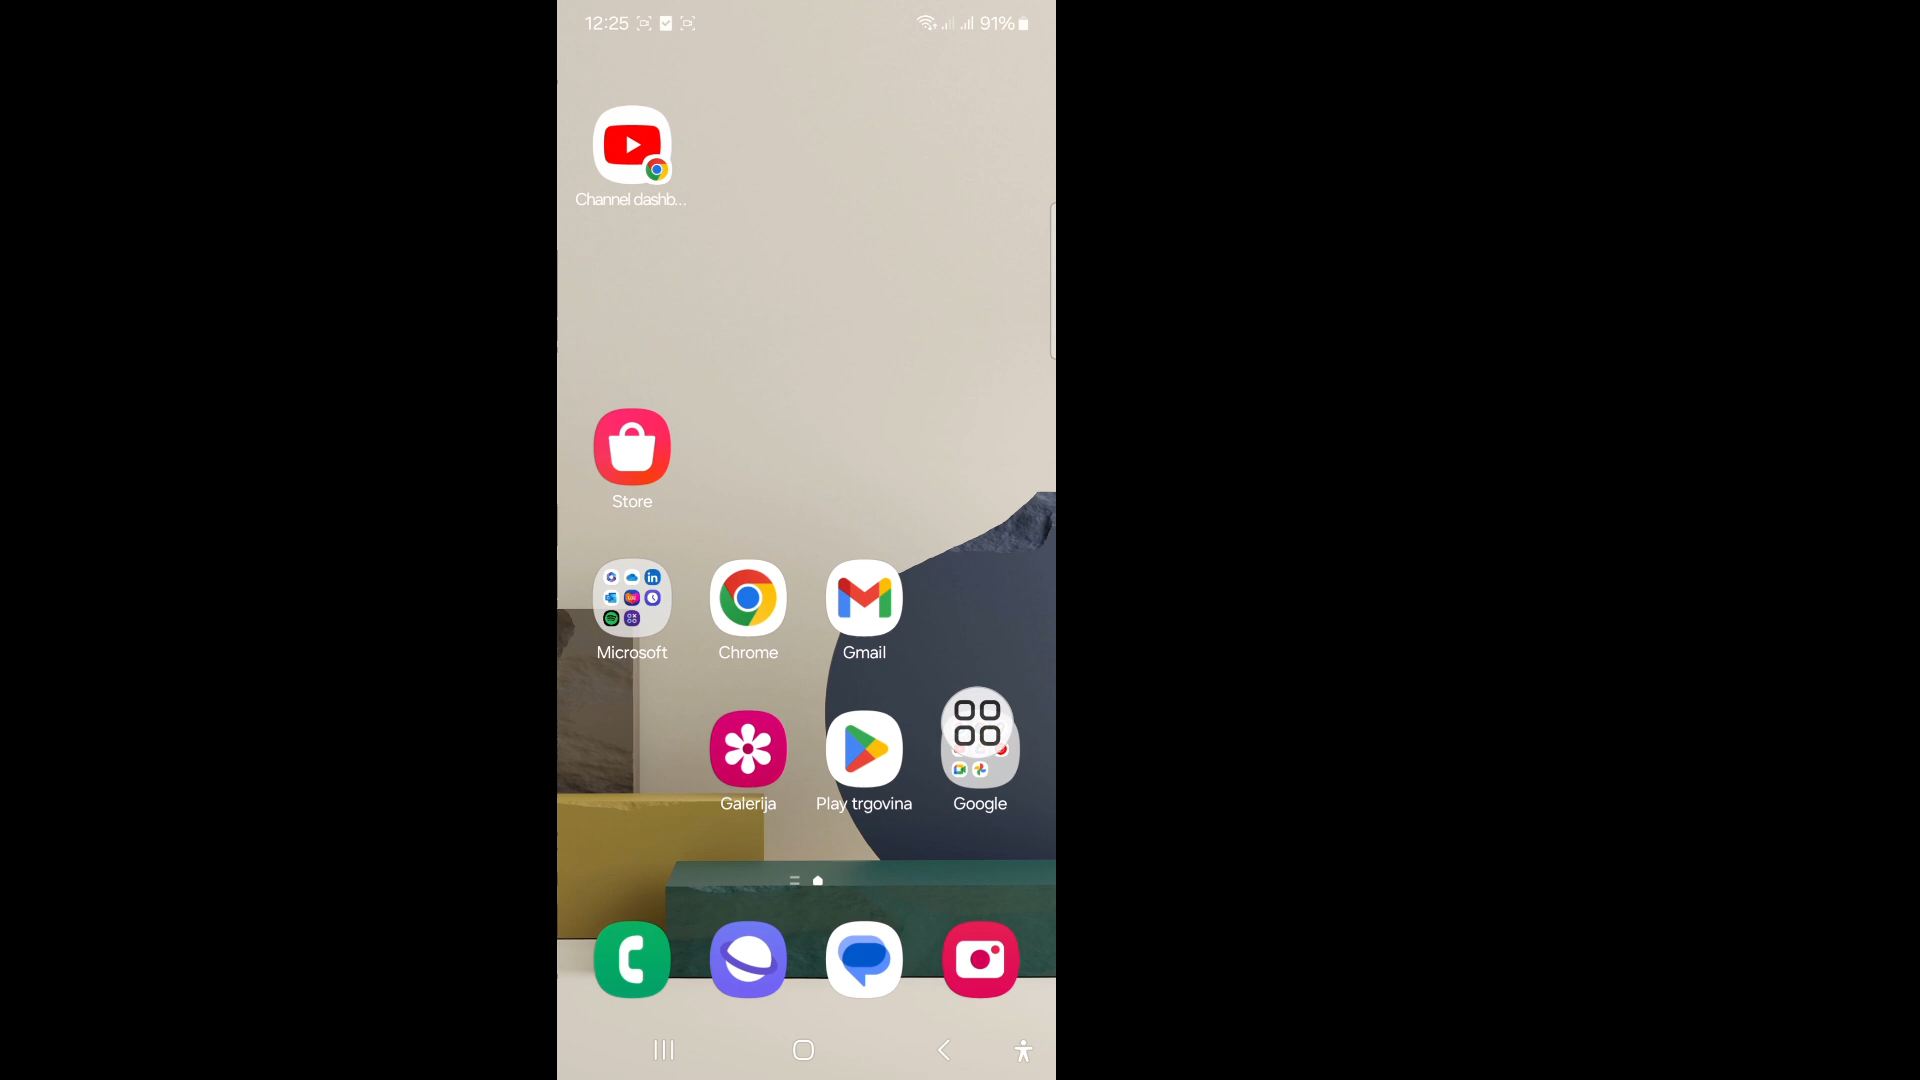 12:25
91%
Channel dashb...
Store
Microsoft
Chrome
Gmail
Galerija
Play trgovina
Google